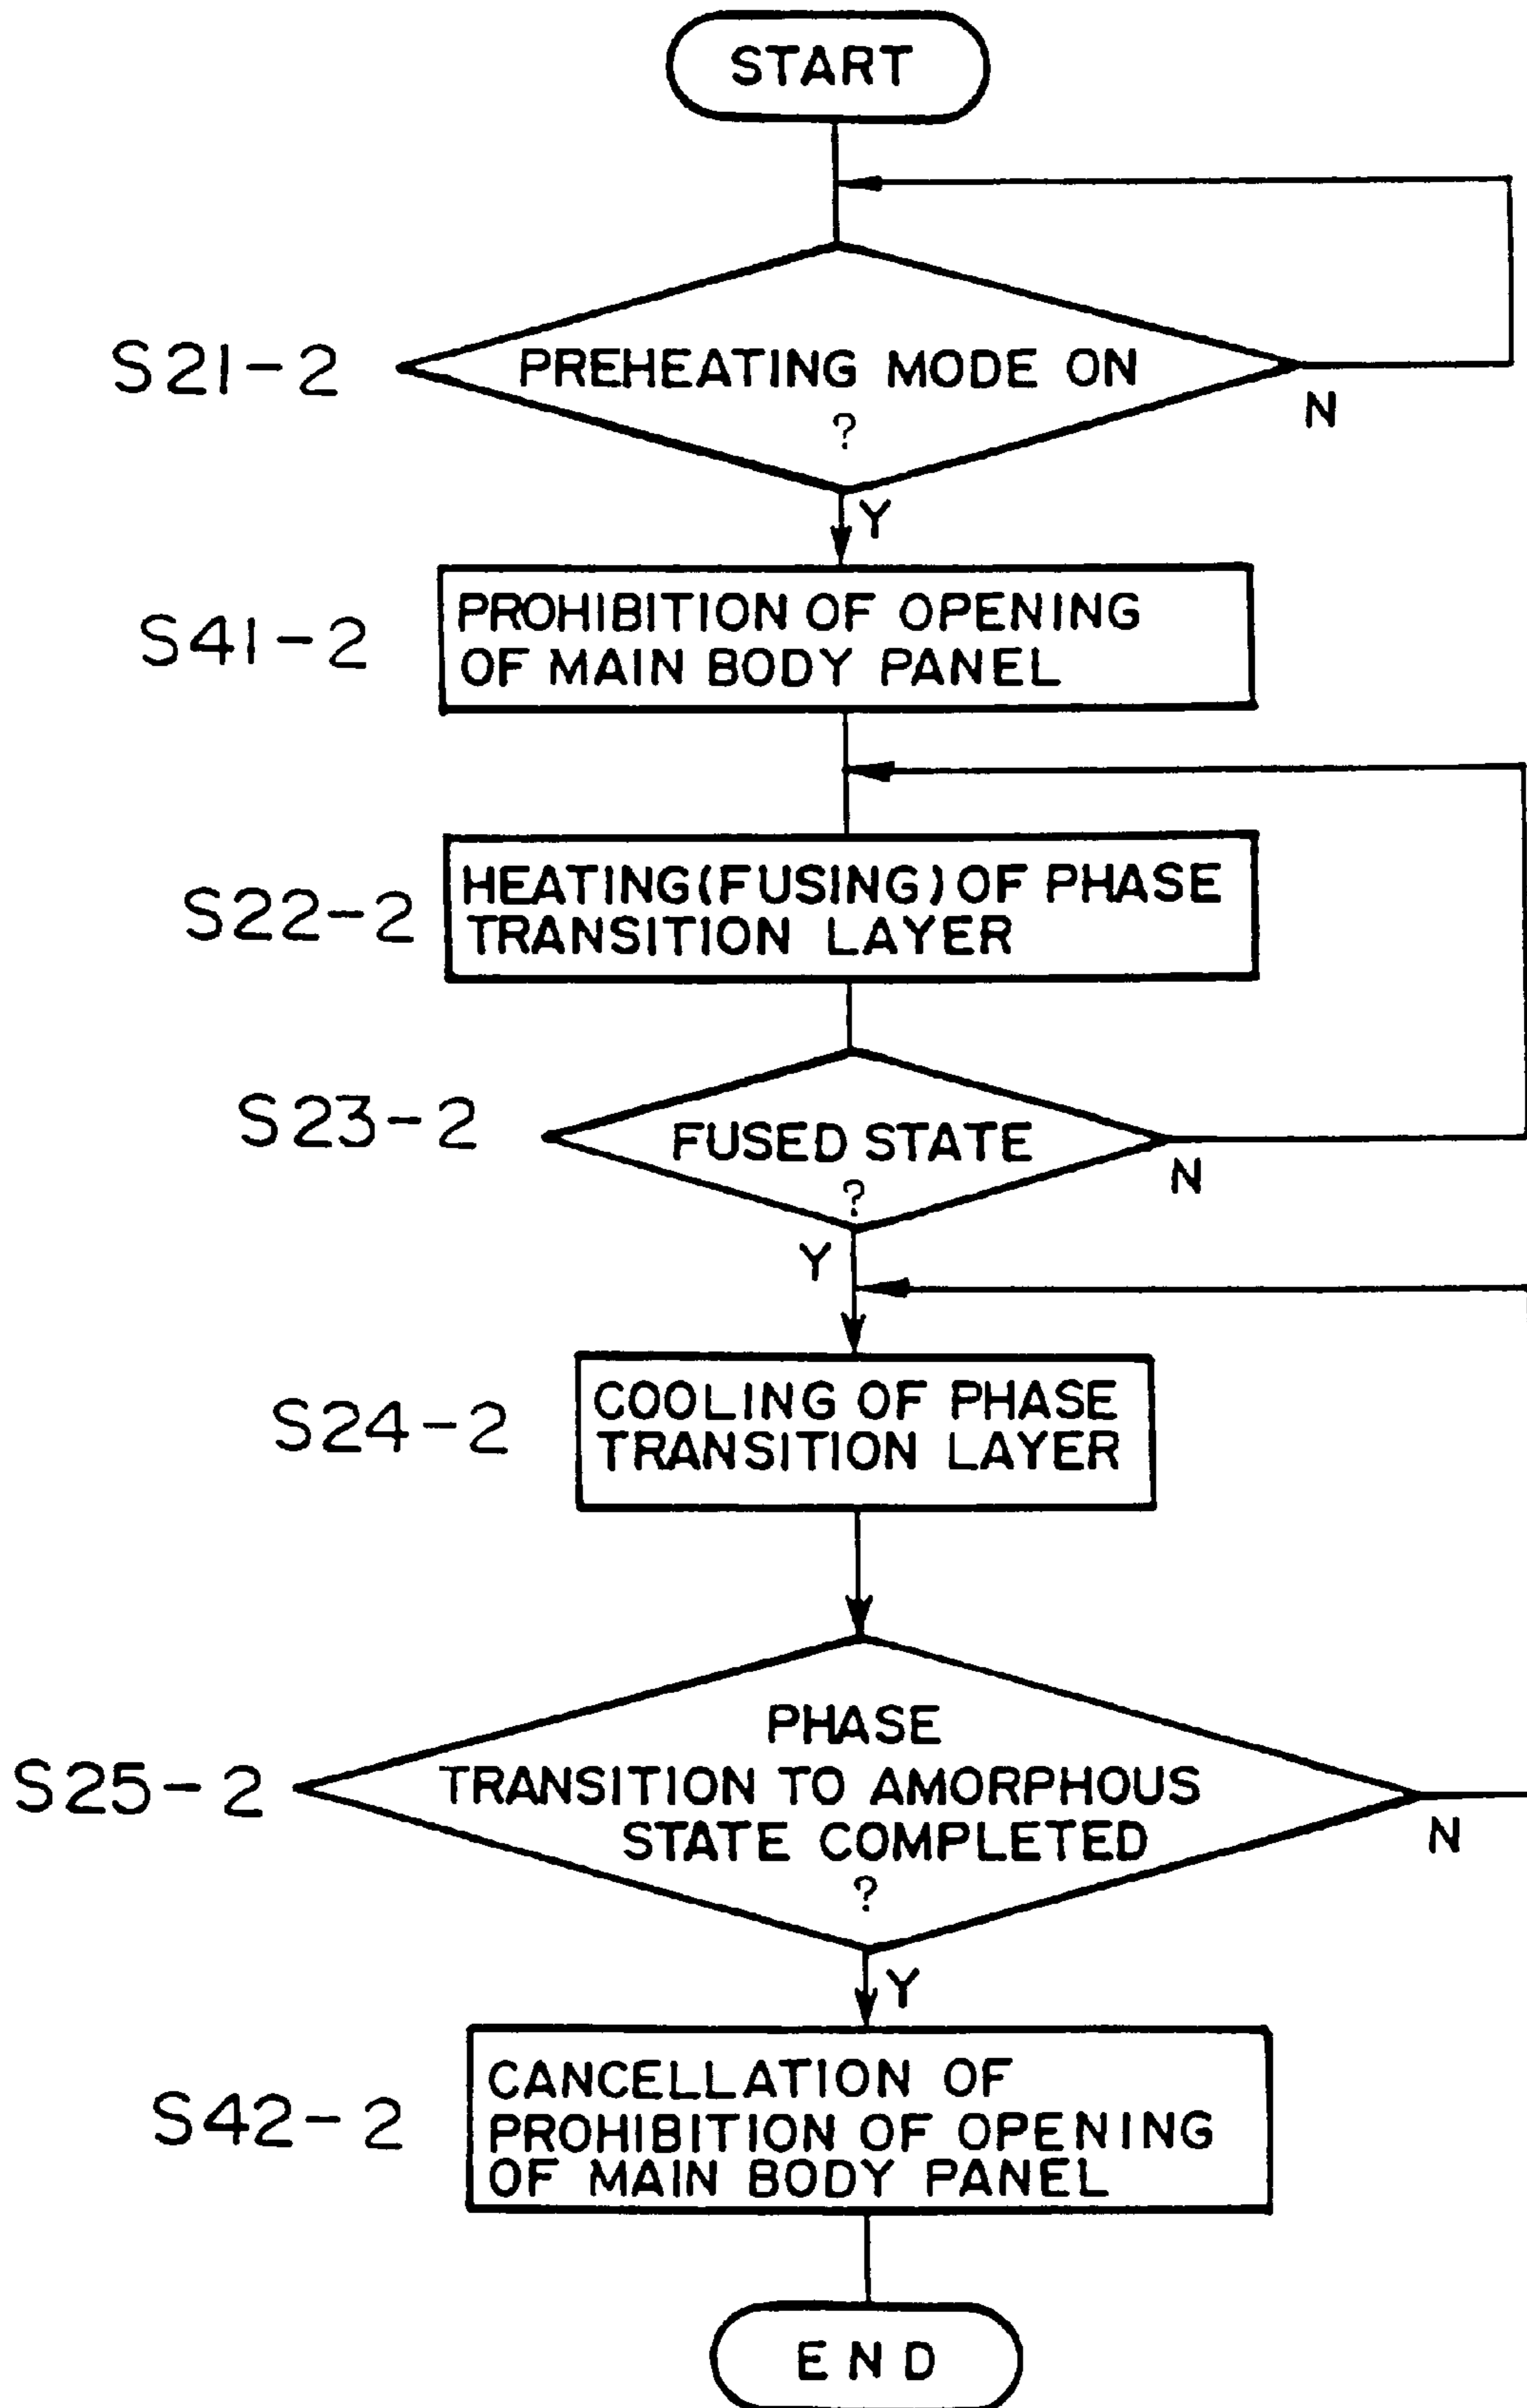 START
S21-2
PREHEATING MODE ON
?
N
Y
S41-2
PROHIBITION OF OPENING
OF MAIN BODY PANEL
S22-2
HEATING(FUSING) OF PHASE
TRANSITION LAYER
S23-2
FUSED STATE
?
N
Y
S24-2
COOLING OF PHASE
TRANSITION LAYER
S25-2
PHASE
TRANSITION TO AMORPHOUS
STATE COMPLETED
?
N
Y
S42-2
CANCELLATION OF
PROHIBITION OF OPENING
OF MAIN BODY PANEL
END